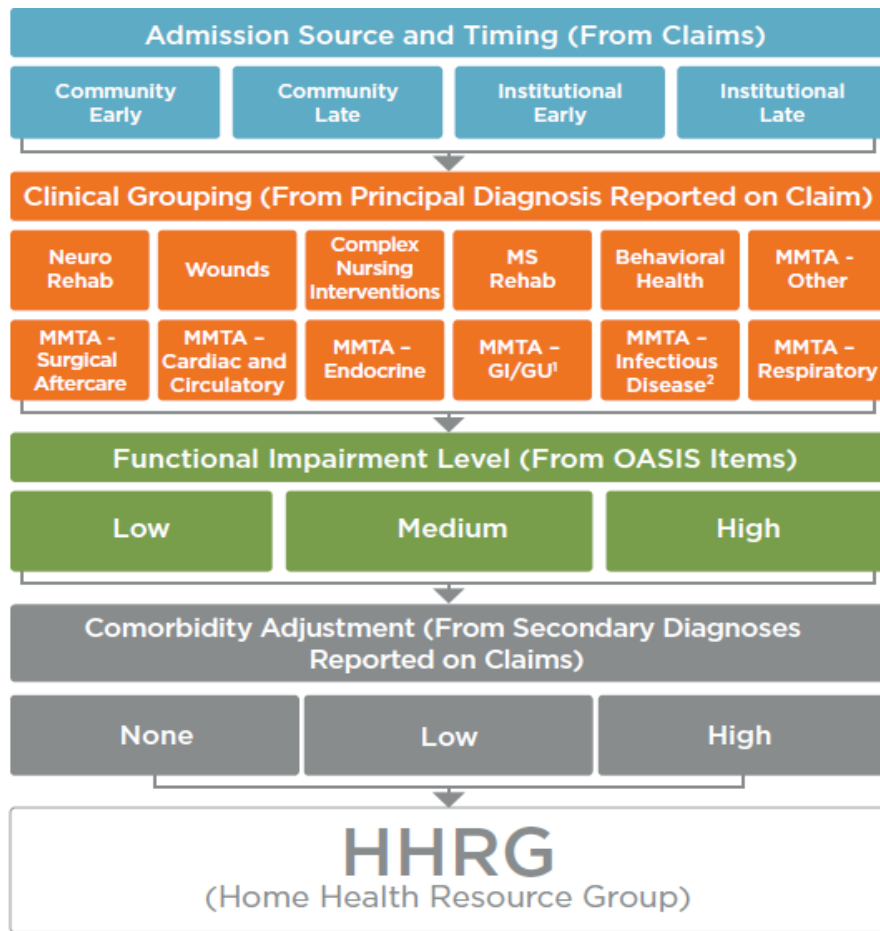 Admission Source and Timing (From Claims)
Community
Early
Community
Late
Institutional
Early
Institutional
Late
Clinical Grouping (From Principal Diagnosis Reported on Claim)
Neuro
Rehab
Wounds
Complex
Nursing
Interventions
MS
Rehab
Behavioral
Health
MMTA -
Other
MMTA -
Surgical
Aftercare
MMTA –
Cardiac and
Circulatory
MMTA –
Endocrine
MMTA –
GI/GU¹
MMTA –
Infectious
Disease²
MMTA –
Respiratory
Functional Impairment Level (From OASIS Items)
Low
Medium
High
Comorbidity Adjustment (From Secondary Diagnoses
Reported on Claims)
None
Low
High
HHRG
(Home Health Resource Group)